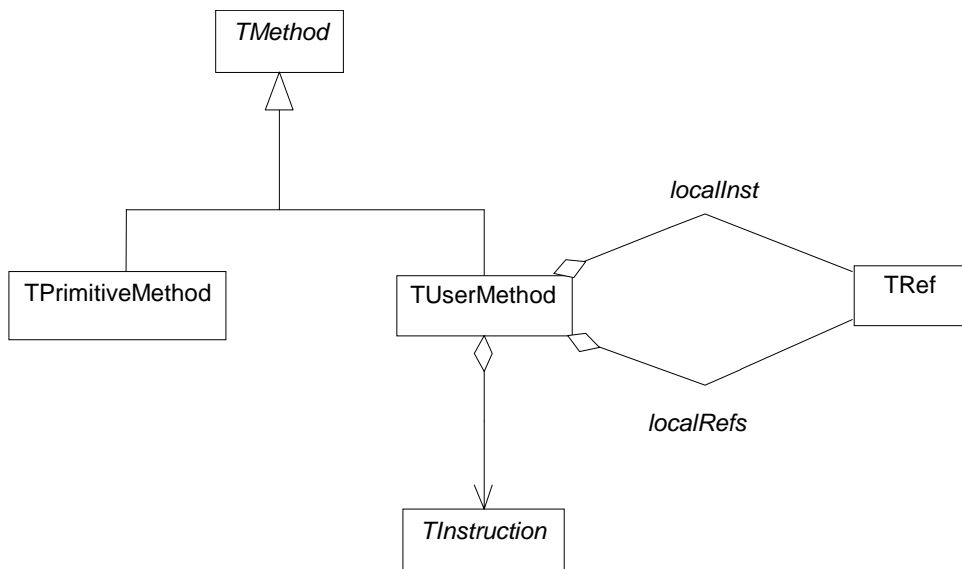 TMethod
localInst
TPrimitiveMethod
TUserMethod
TRef
localRefs
TInstruction